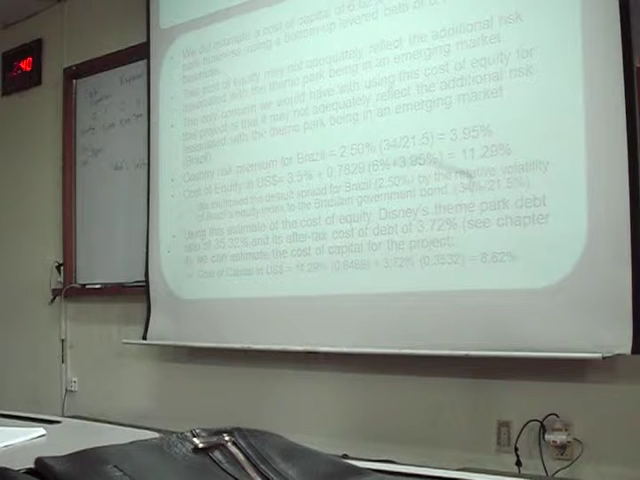 2:40
We did estimate a cost of capital of 6.62
park business using a bottom-up levered beta of 0.7
business.
This cost of equity may not adequately reflect the additional risk
associated with the theme park being in an emerging market.
The only concern we would have with using this cost of equity for
the project is that it may not adequately reflect the additional risk
associated with the theme park being in an emerging market
(Brazil).
Country risk premium for Brazil = 2.50% (34/21.5) = 3.95%
Cost of Equity in US$= 3.5% + 0.7829 (6%+3.95%) = 11.29%
We multiplied the default spread for Brazil (2.50%) by the relative volatility
of Brazil's equity index to the Brazilian government bond. (34%/21.5%)
Using this estimate of the cost of equity, Disney's theme park debt
ratio of 35.32% and its after-tax cost of debt of 3.72% (see chapter
4), we can estimate the cost of capital for the project:
Cost of Capital in US$ = 11.29% (0.6468) + 3.72% (0.3532) = 8.62%